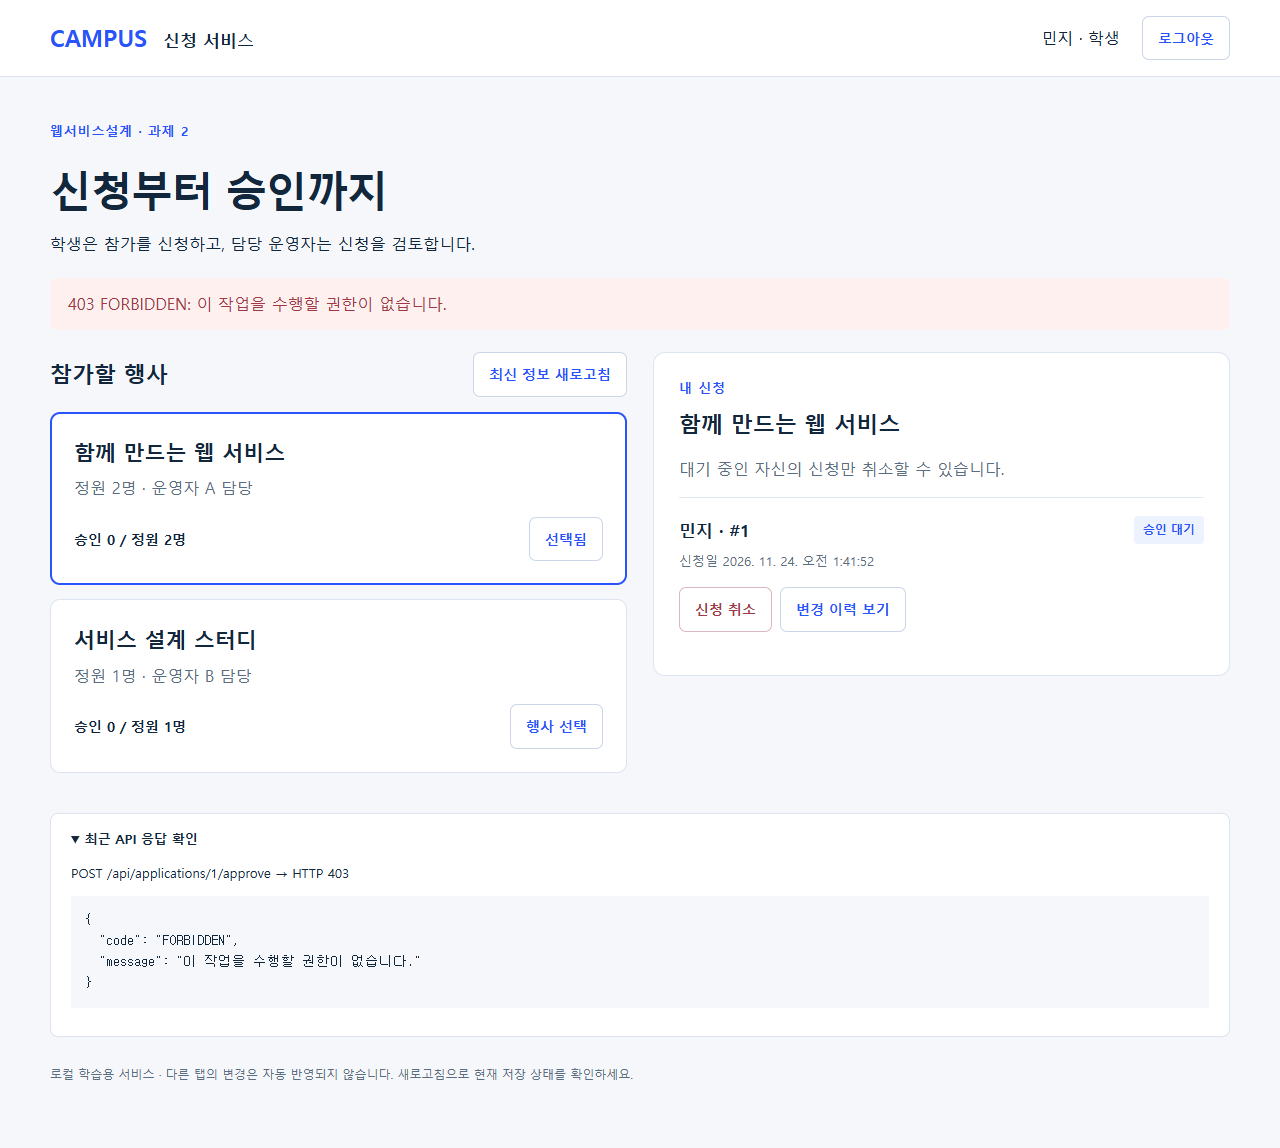 CAMPUS 신청 서비스
민지 · 학생
로그아웃
웹서비스설계 · 과제 2
신청부터 승인까지
학생은 참가를 신청하고, 담당 운영자는 신청을 검토합니다.
403 FORBIDDEN: 이 작업을 수행할 권한이 없습니다.
참가할 행사
최신 정보 새로고침
함께 만드는 웹 서비스
정원 2명 · 운영자 A 담당
승인 0 / 정원 2명
선택됨
서비스 설계 스터디
정원 1명 · 운영자 B 담당
승인 0 / 정원 1명
행사 선택
내 신청
함께 만드는 웹 서비스
대기 중인 자신의 신청만 취소할 수 있습니다.
민지 · #1
승인 대기
신청일 2026. 11. 24. 오전 1:41:52
신청 취소
변경 이력 보기
▼ 최근 API 응답 확인
POST /api/applications/1/approve → HTTP 403
{
"code": "FORBIDDEN",
"message": "이 작업을 수행할 권한이 없습니다."
}
로컬 학습용 서비스 · 다른 탭의 변경은 자동 반영되지 않습니다. 새로고침으로 현재 저장 상태를 확인하세요.